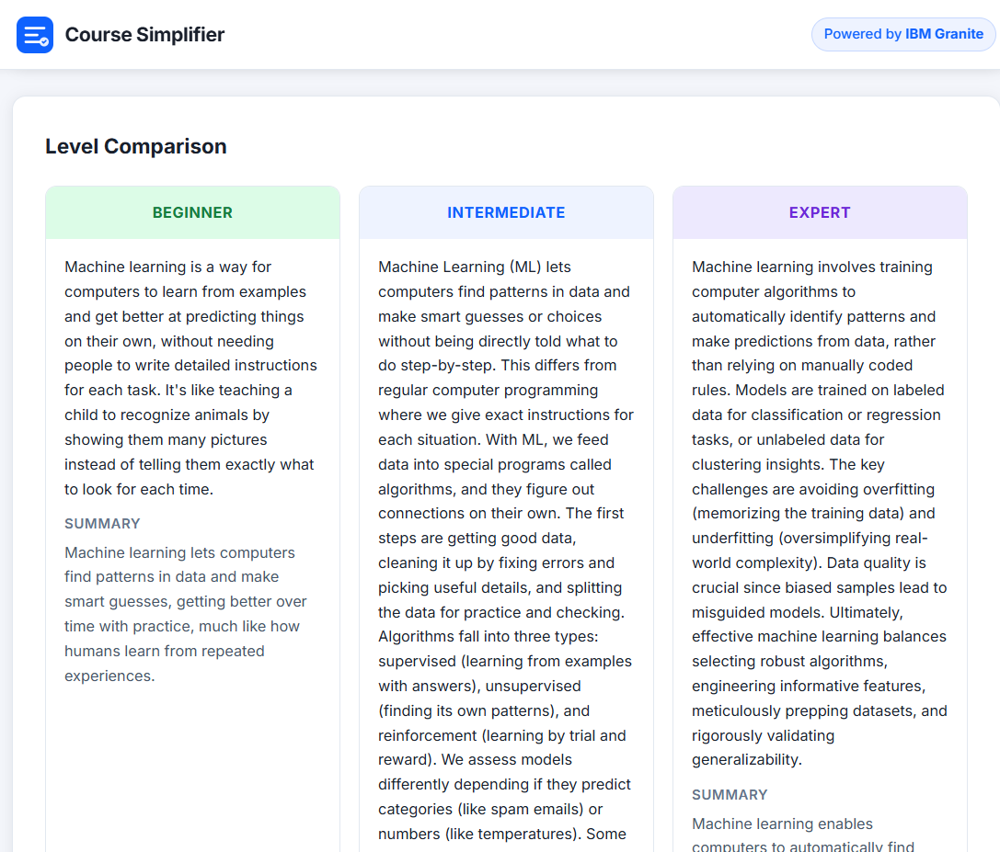 Course Simplifier
Powered by IBM Granite
Level Comparison
BEGINNER
Machine learning is a way for
computers to learn from examples
and get better at predicting things
on their own, without needing
people to write detailed instructions
for each task. It's like teaching a
child to recognize animals by
showing them many pictures
instead of telling them exactly what
to look for each time.
SUMMARY
Machine learning lets computers
find patterns in data and make
smart guesses, getting better over
time with practice, much like how
humans learn from repeated
experiences.
INTERMEDIATE
Machine Learning (ML) lets
computers find patterns in data and
make smart guesses or choices
without being directly told what to
do step-by-step. This differs from
regular computer programming
where we give exact instructions for
each situation. With ML, we feed
data into special programs called
algorithms, and they figure out
connections on their own. The first
steps are getting good data,
cleaning it up by fixing errors and
picking useful details, and splitting
the data for practice and checking.
Algorithms fall into three types:
supervised (learning from examples
with answers), unsupervised
(finding its own patterns), and
reinforcement (learning by trial and
reward). We assess models
differently depending if they predict
categories (like spam emails) or
numbers (like temperatures). Some
EXPERT
Machine learning involves training
computer algorithms to
automatically identify patterns and
make predictions from data, rather
than relying on manually coded
rules. Models are trained on labeled
data for classification or regression
tasks, or unlabeled data for
clustering insights. The key
challenges are avoiding overfitting
(memorizing the training data) and
underfitting (oversimplifying real-
world complexity). Data quality is
crucial since biased samples lead to
misguided models. Ultimately,
effective machine learning balances
selecting robust algorithms,
engineering informative features,
meticulously prepping datasets, and
rigorously validating
generalizability.
SUMMARY
Machine learning enables
computers to automatically find